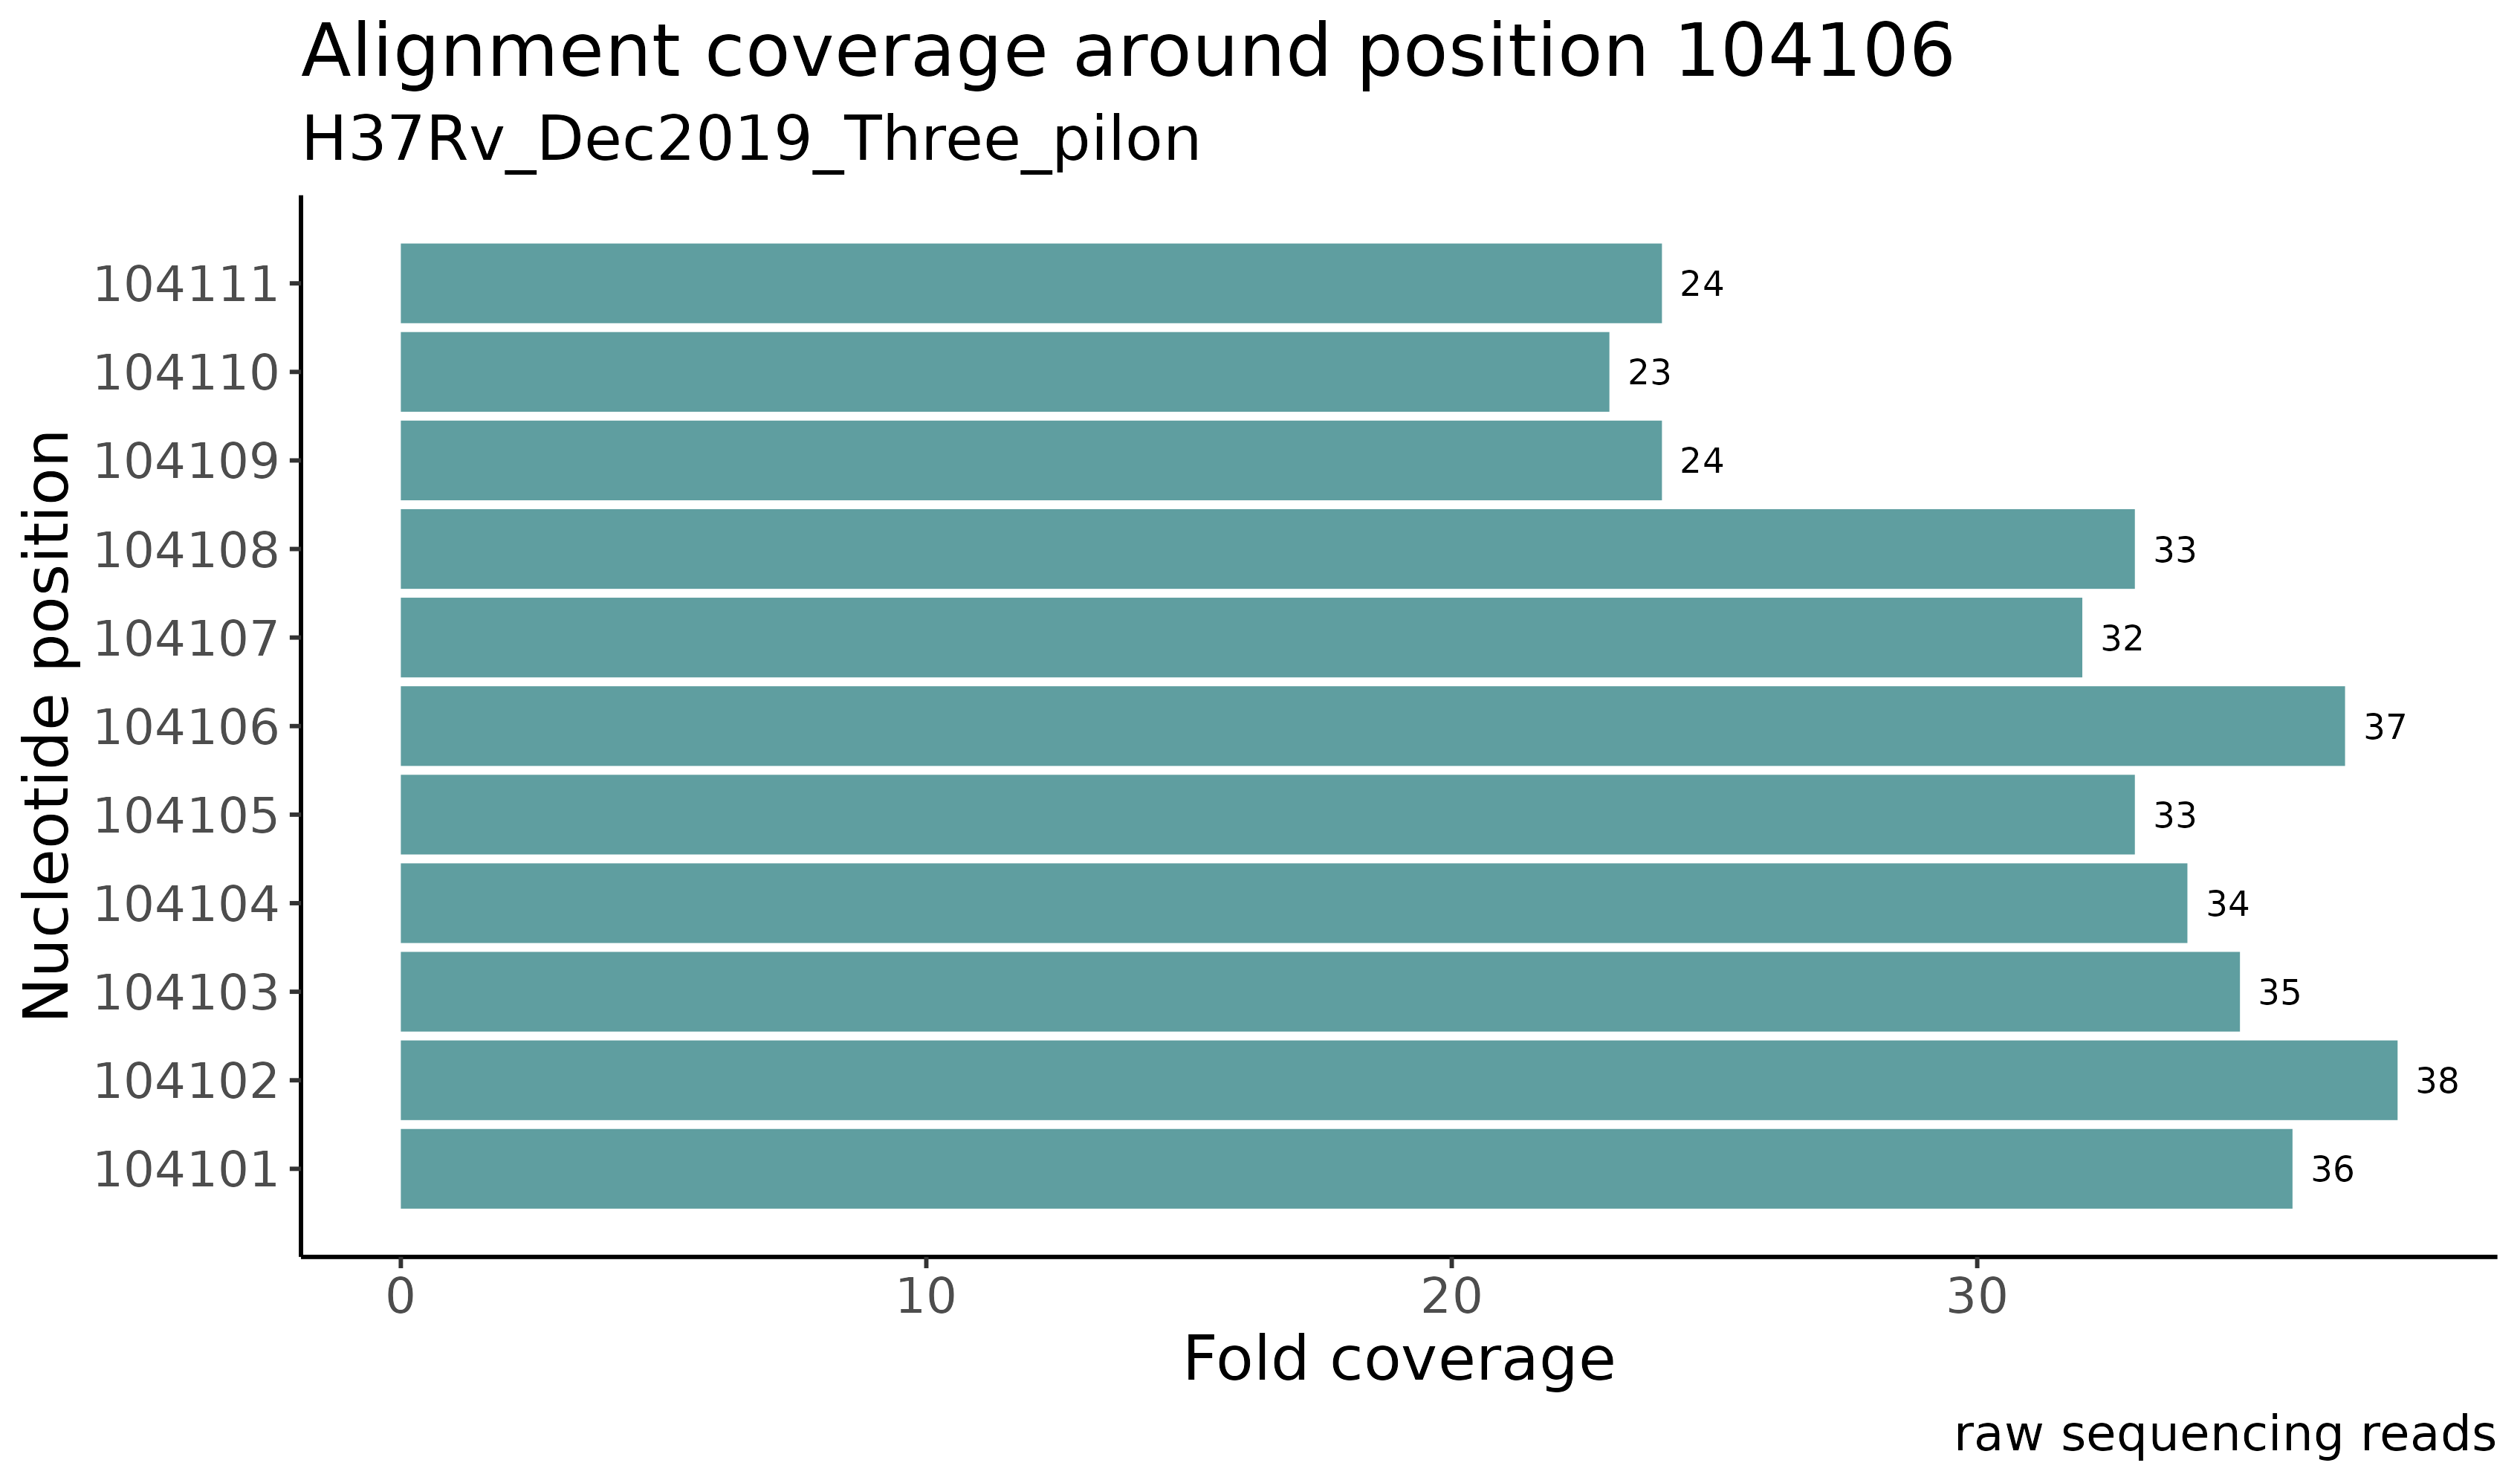 Alignment coverage around position 104106
H37Rv_Dec2019_Three_pilon
Nucleotide position
104111 24
104110 23
104109 24
104108 33
104107 32
104106 37
104105 33
104104 34
104103 35
104102 38
104101 36
0 10 20 30
Fold coverage
raw sequencing reads